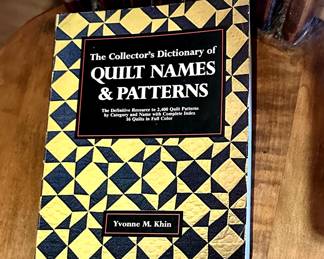 The Collector's Dictionary of
QUILT NAMES
& PATTERNS
The Definitive Resource to 2,400 Quilt Patterns
by Category and Name with Complete Index
36 Quilts in Full Color
Yvonne M. Khin